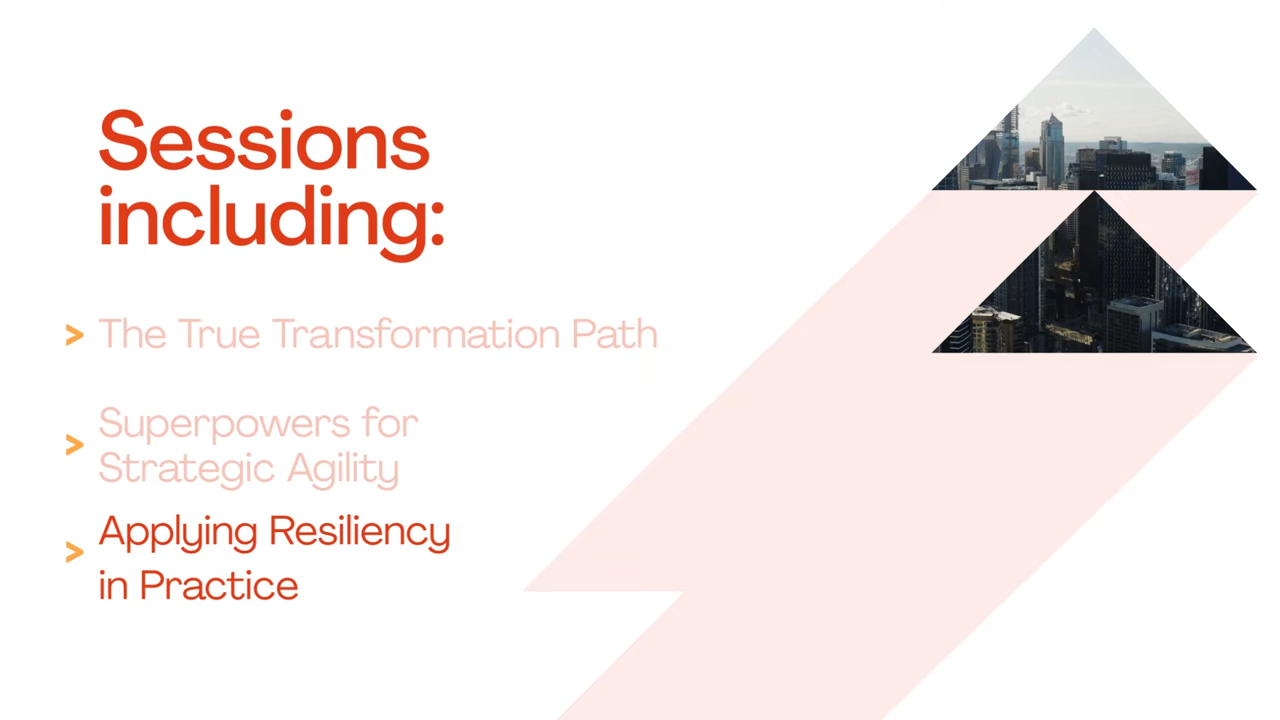 Sessions
including:
> The True Transformation Path
> Superpowers for
Strategic Agility
> Applying Resiliency
in Practice